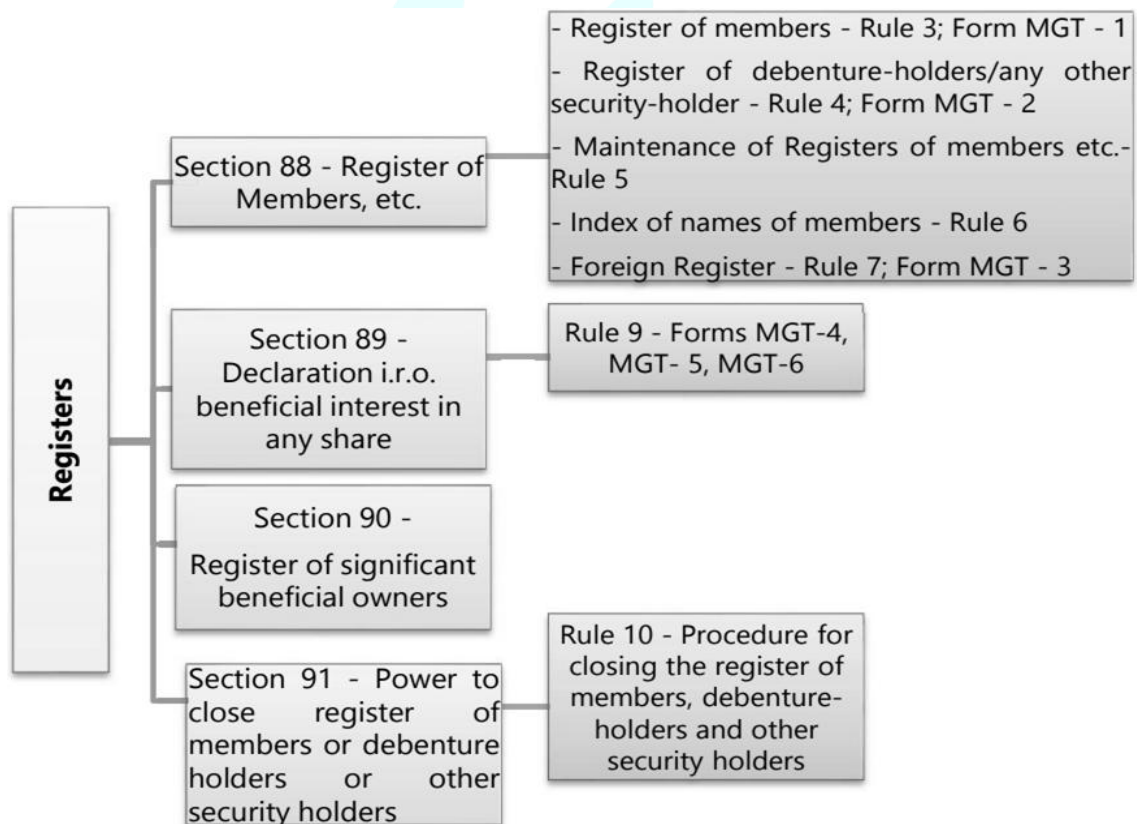 Registers
Section 88 - Register of
Members, etc.
- Register of members - Rule 3; Form MGT - 1
- Register of debenture-holders/any other
security-holder - Rule 4; Form MGT - 2
- Maintenance of Registers of members etc.-
Rule 5
- Index of names of members - Rule 6
- Foreign Register - Rule 7; Form MGT - 3
Section 89 -
Declaration i.r.o.
beneficial interest in
any share
Rule 9 - Forms MGT-4,
MGT- 5, MGT-6
Section 90 -
Register of significant
beneficial owners
Section 91 - Power to
close register of
members or debenture
holders or other
security holders
Rule 10 - Procedure for
closing the register of
members, debenture-
holders and other
security holders